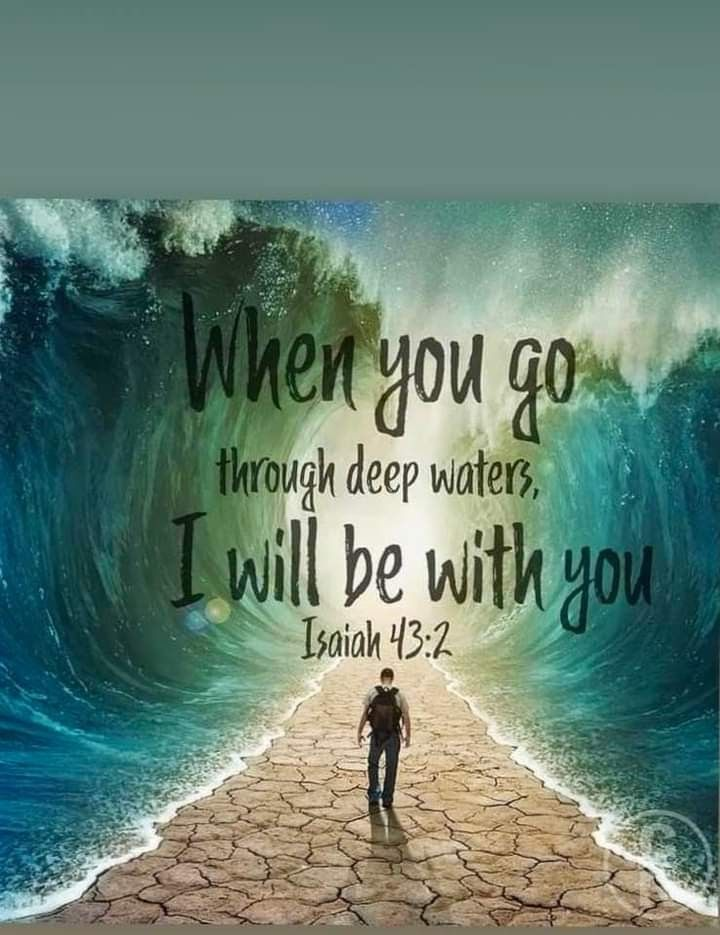 When you go
through deep waters,
I will be with you
Isaiah 43:2